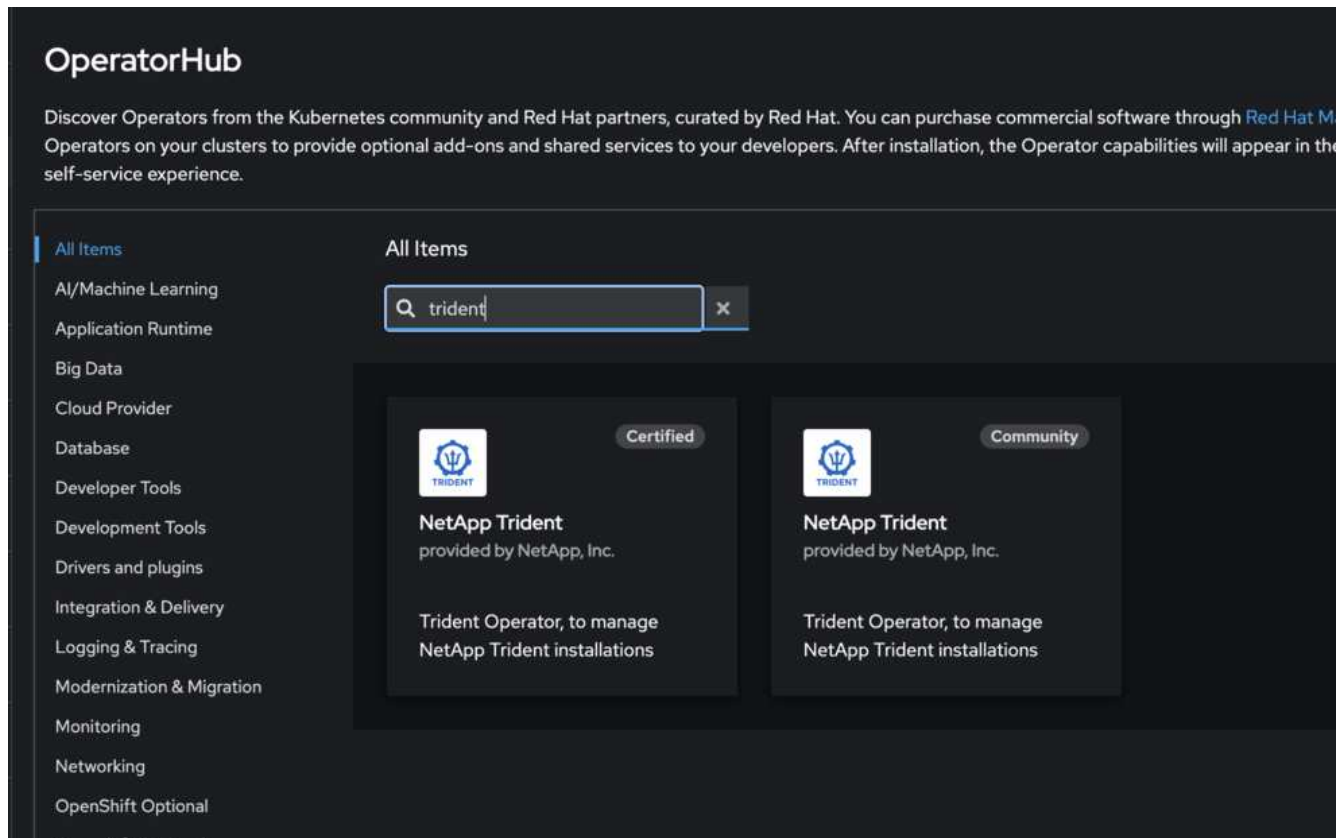 OperatorHub
Discover Operators from the Kubernetes community and Red Hat partners, curated by Red Hat. You can purchase commercial software through Red Hat
Operators on your clusters to provide optional add-ons and shared services to your developers. After installation, the Operator capabilities will appear in the
self-service experience.
All Items
AI/Machine Learning
Application Runtime
Big Data
Cloud Provider
Database
Developer Tools
Development Tools
Drivers and plugins
Integration & Delivery
Logging & Tracing
Modernization & Migration
Monitoring
Networking
OpenShift Optional
All Items
trident
Certified
TRIDENT
NetApp Trident
provided by NetApp, Inc.
Trident Operator, to manage
NetApp Trident installations
Community
TRIDENT
NetApp Trident
provided by NetApp, Inc.
Trident Operator, to manage
NetApp Trident installations